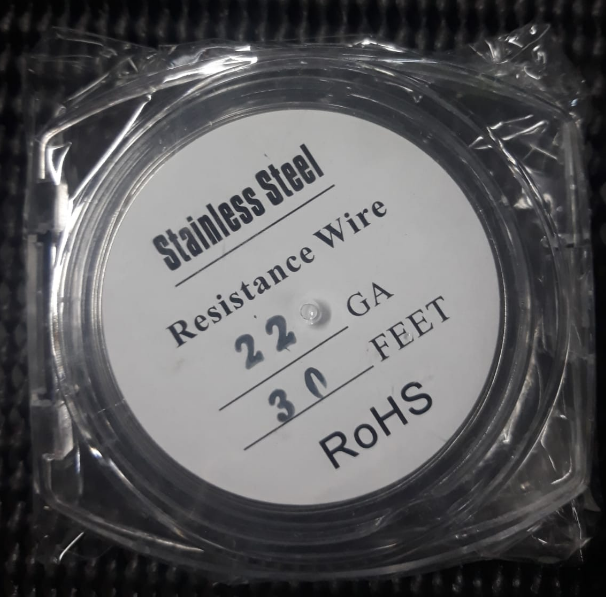 Stainless Steel
Resistance Wire
22 GA
30 FEET
RoHS